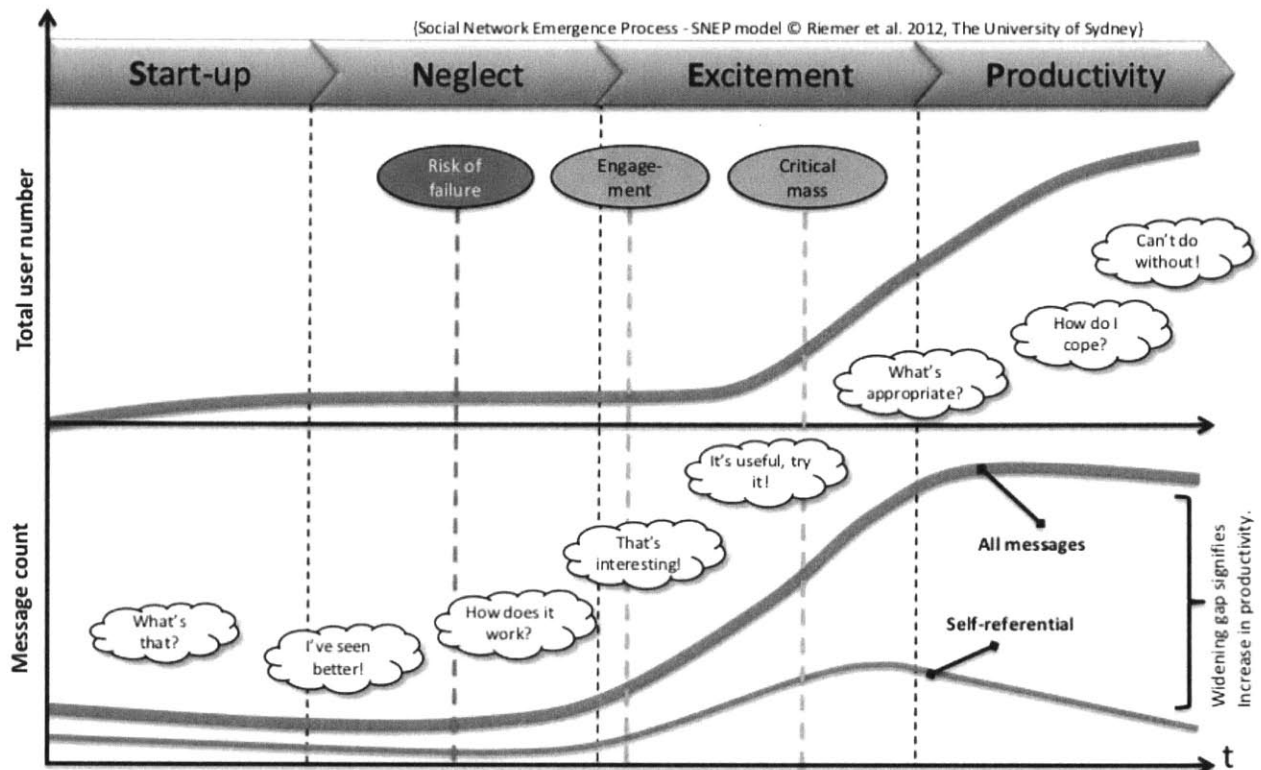 {Social Network Emergence Process - SNEP model © Riemer et al. 2012, The University of Sydney}
Start-up
Neglect
Excitement
Productivity
Risk of
failure
Engage-
ment
Critical
mass
Total user number
Can't do
without!
How do I
cope?
What's
appropriate?
It's useful, try
it!
That's
interesting!
How does it
work?
I've seen
better!
What's
that?
Message count
All messages
Self-referential
Widening gap signifies
Increase in productivity.
t